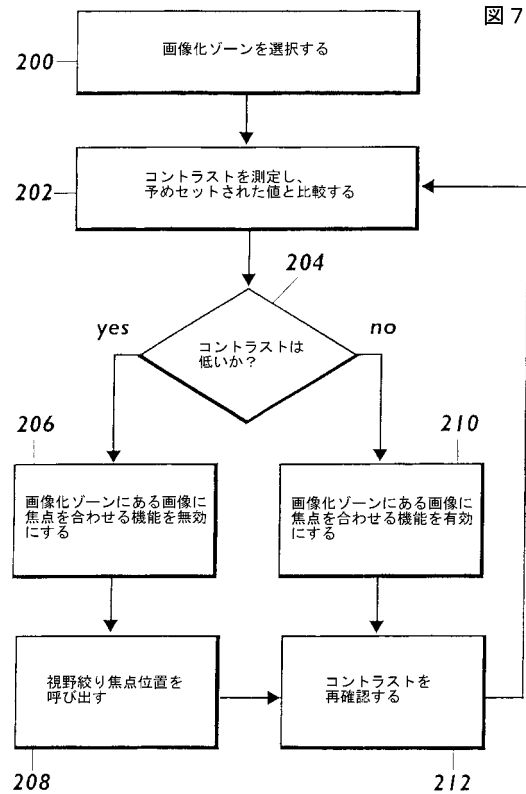 図 7
200
画像化ゾーンを選択する
202
コントラストを測定し、
予めセットされた値と比較する
204
yes
no
コントラストは
低いか？
206
210
画像化ゾーンにある画像に
焦点を合わせる機能を無効
にする
画像化ゾーンにある画像に
焦点を合わせる機能を有効
にする
視野絞り焦点位置を
呼び出す
コントラストを
再確認する
208
212